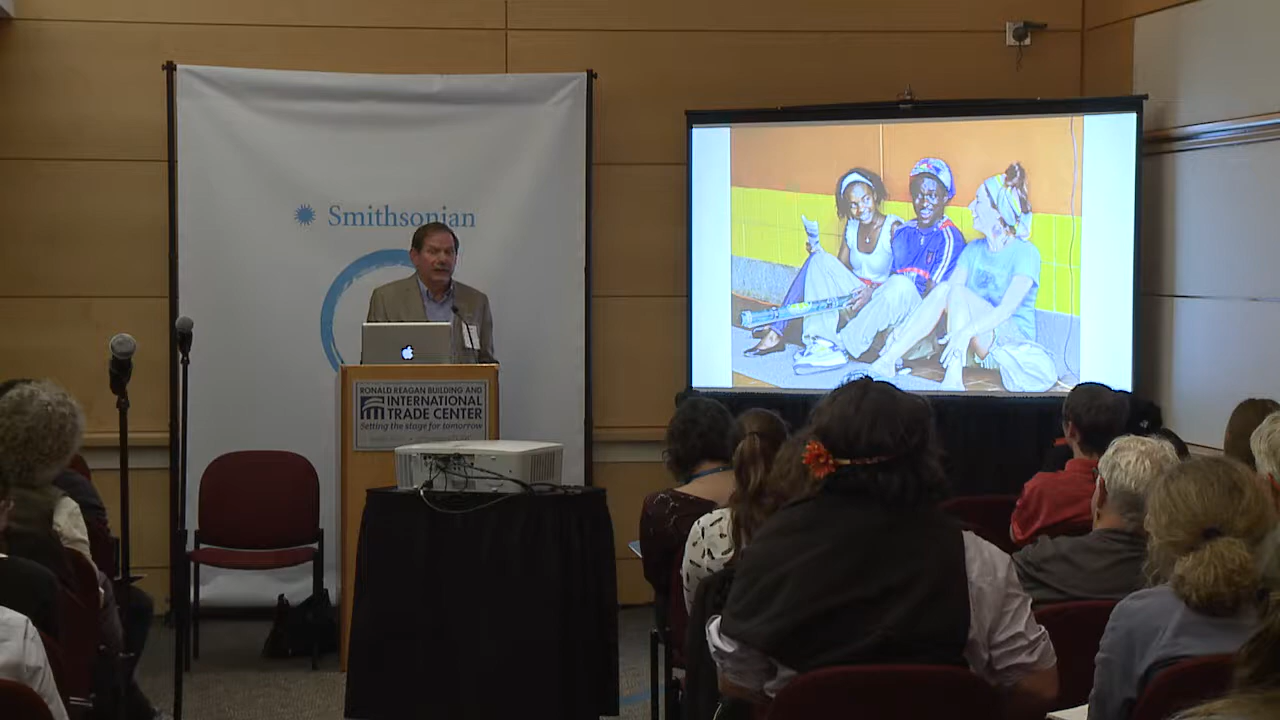 Smithsonian
RONALD REAGAN BUILDING AND
INTERNATIONAL
TRADE CENTER
Setting the stage for tomorrow